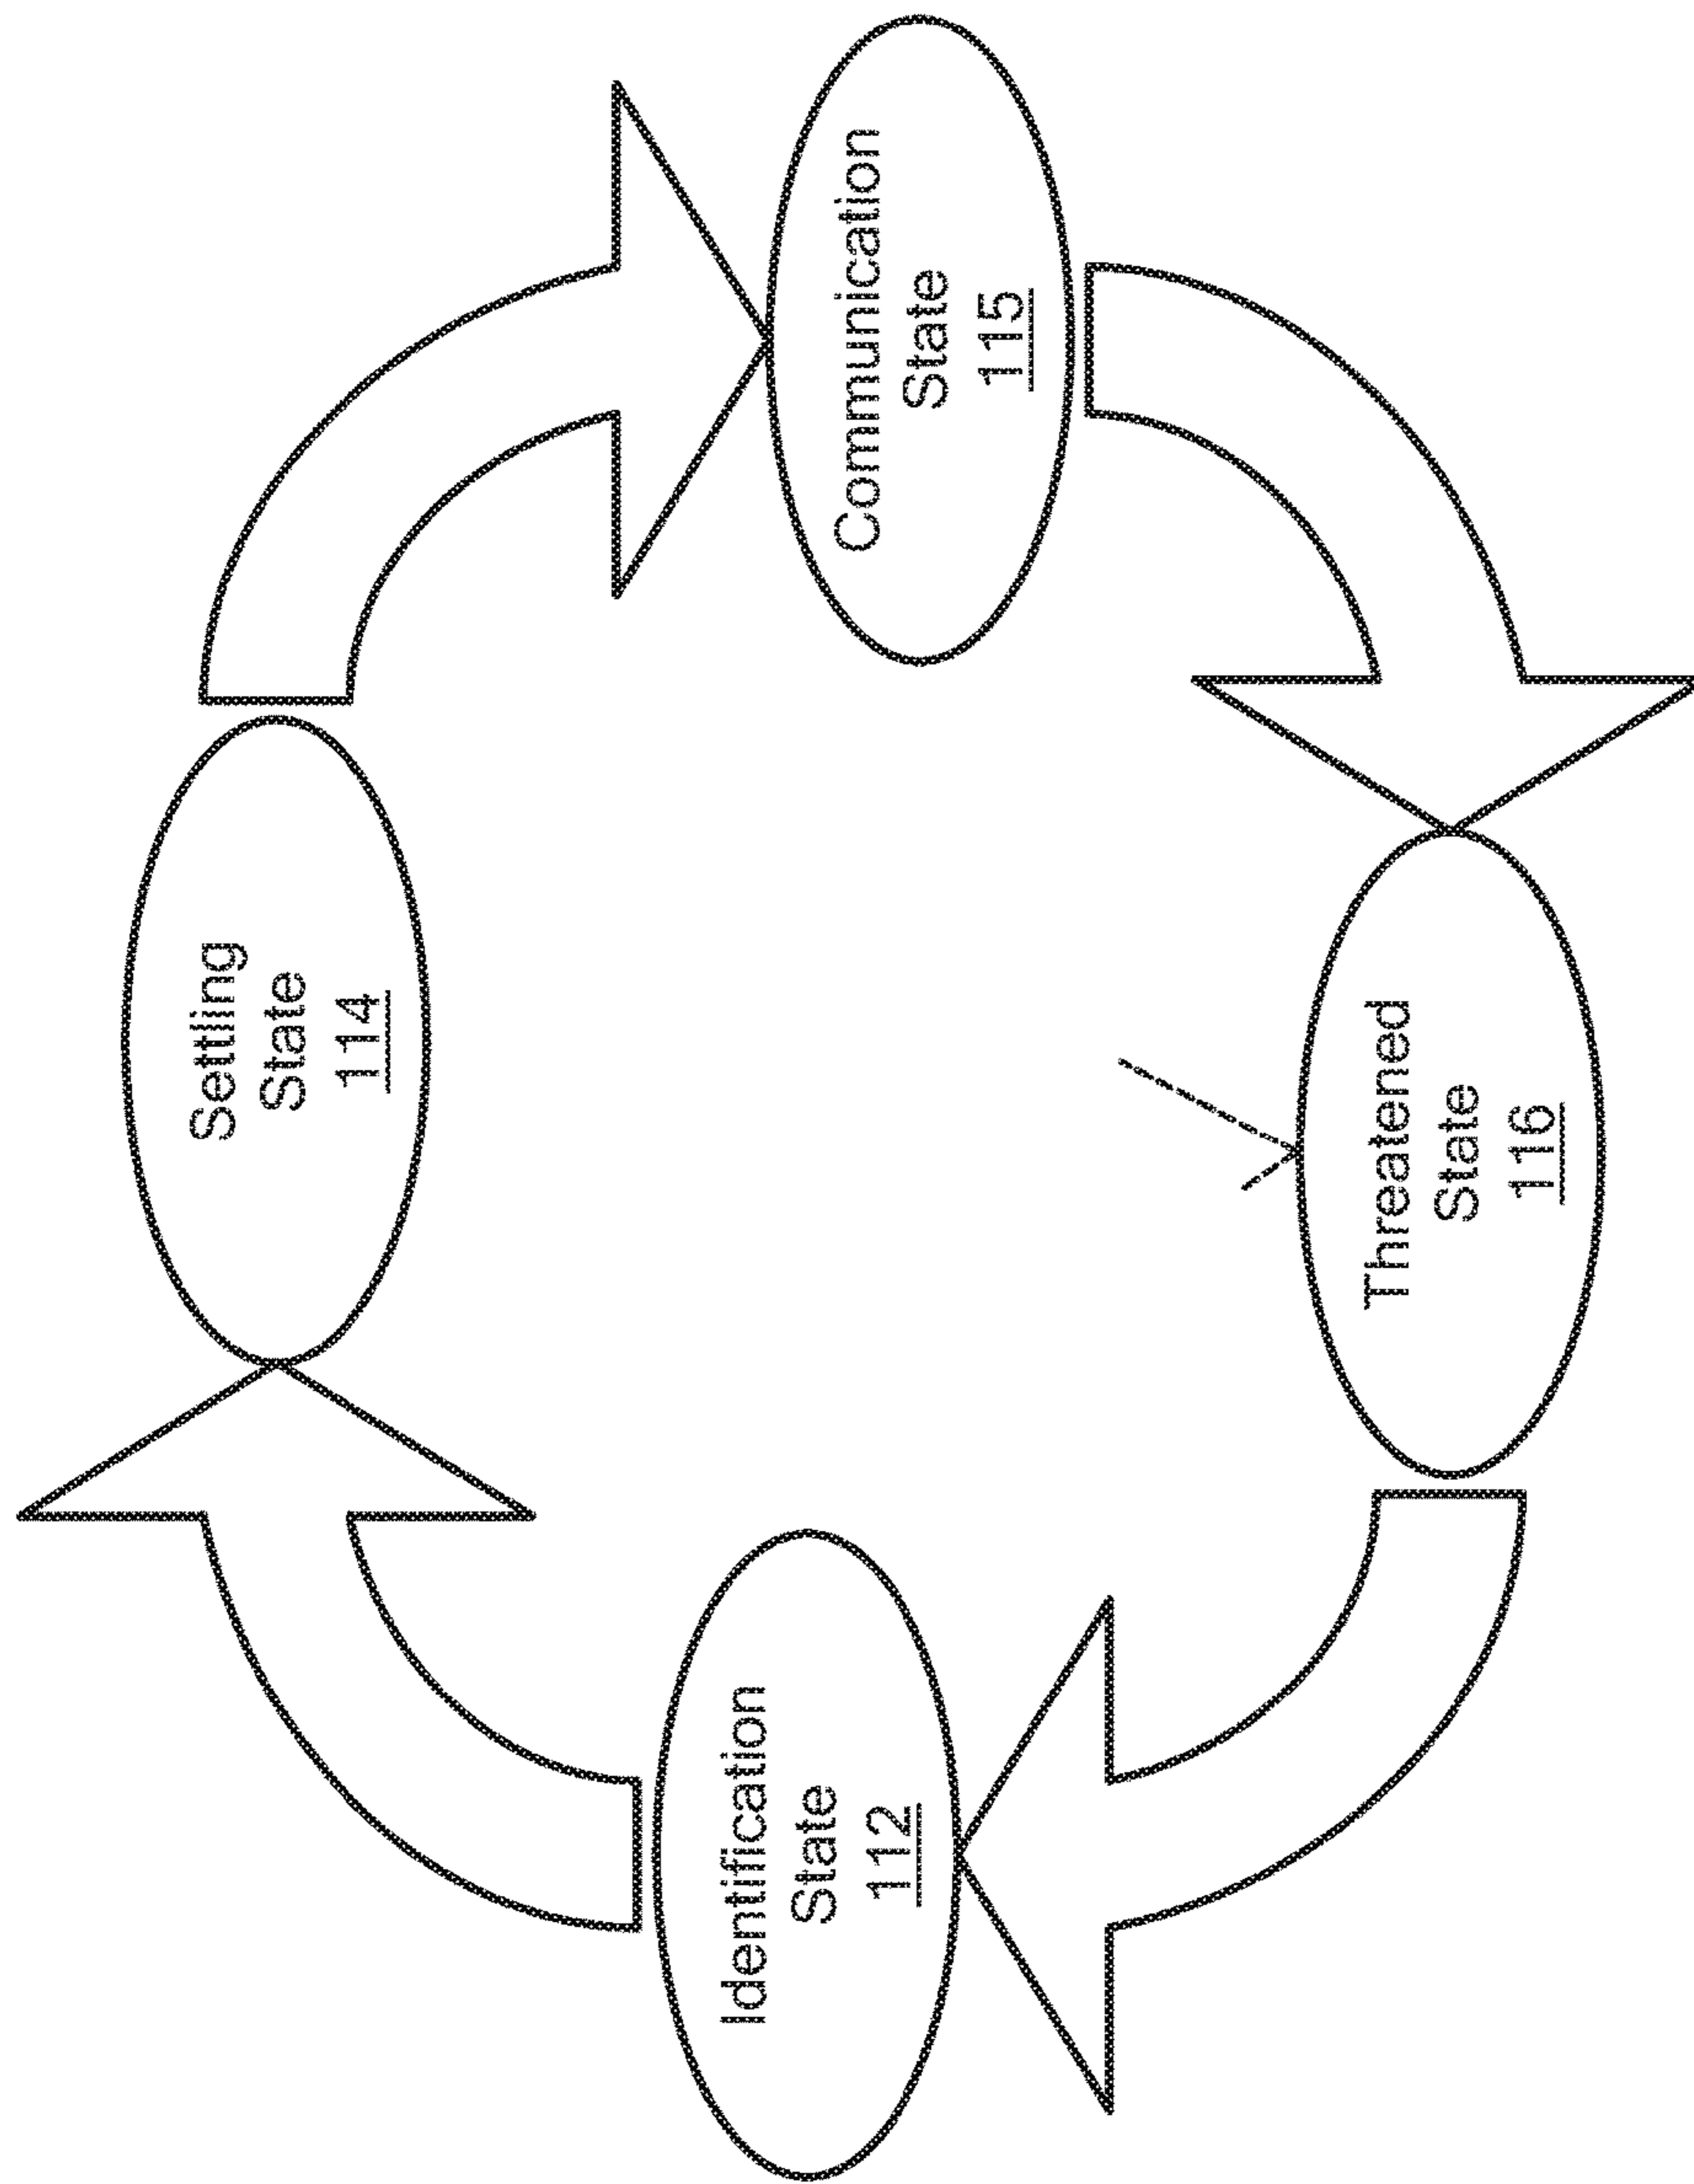 Identification
State
112
Settling
State
114
Communication
State
115
Threatened
State
116